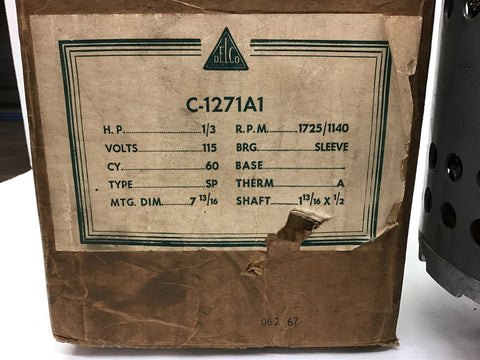 DELCO
C-1271A1
H.P. 1/3 R.P.M. 1725/1140
VOLTS 115 BRG. SLEEVE
CY. 60 BASE
TYPE SP THERM A
MTG. DIM. 7 13/16 SHAFT 1 13/16 X 1/2
062 67